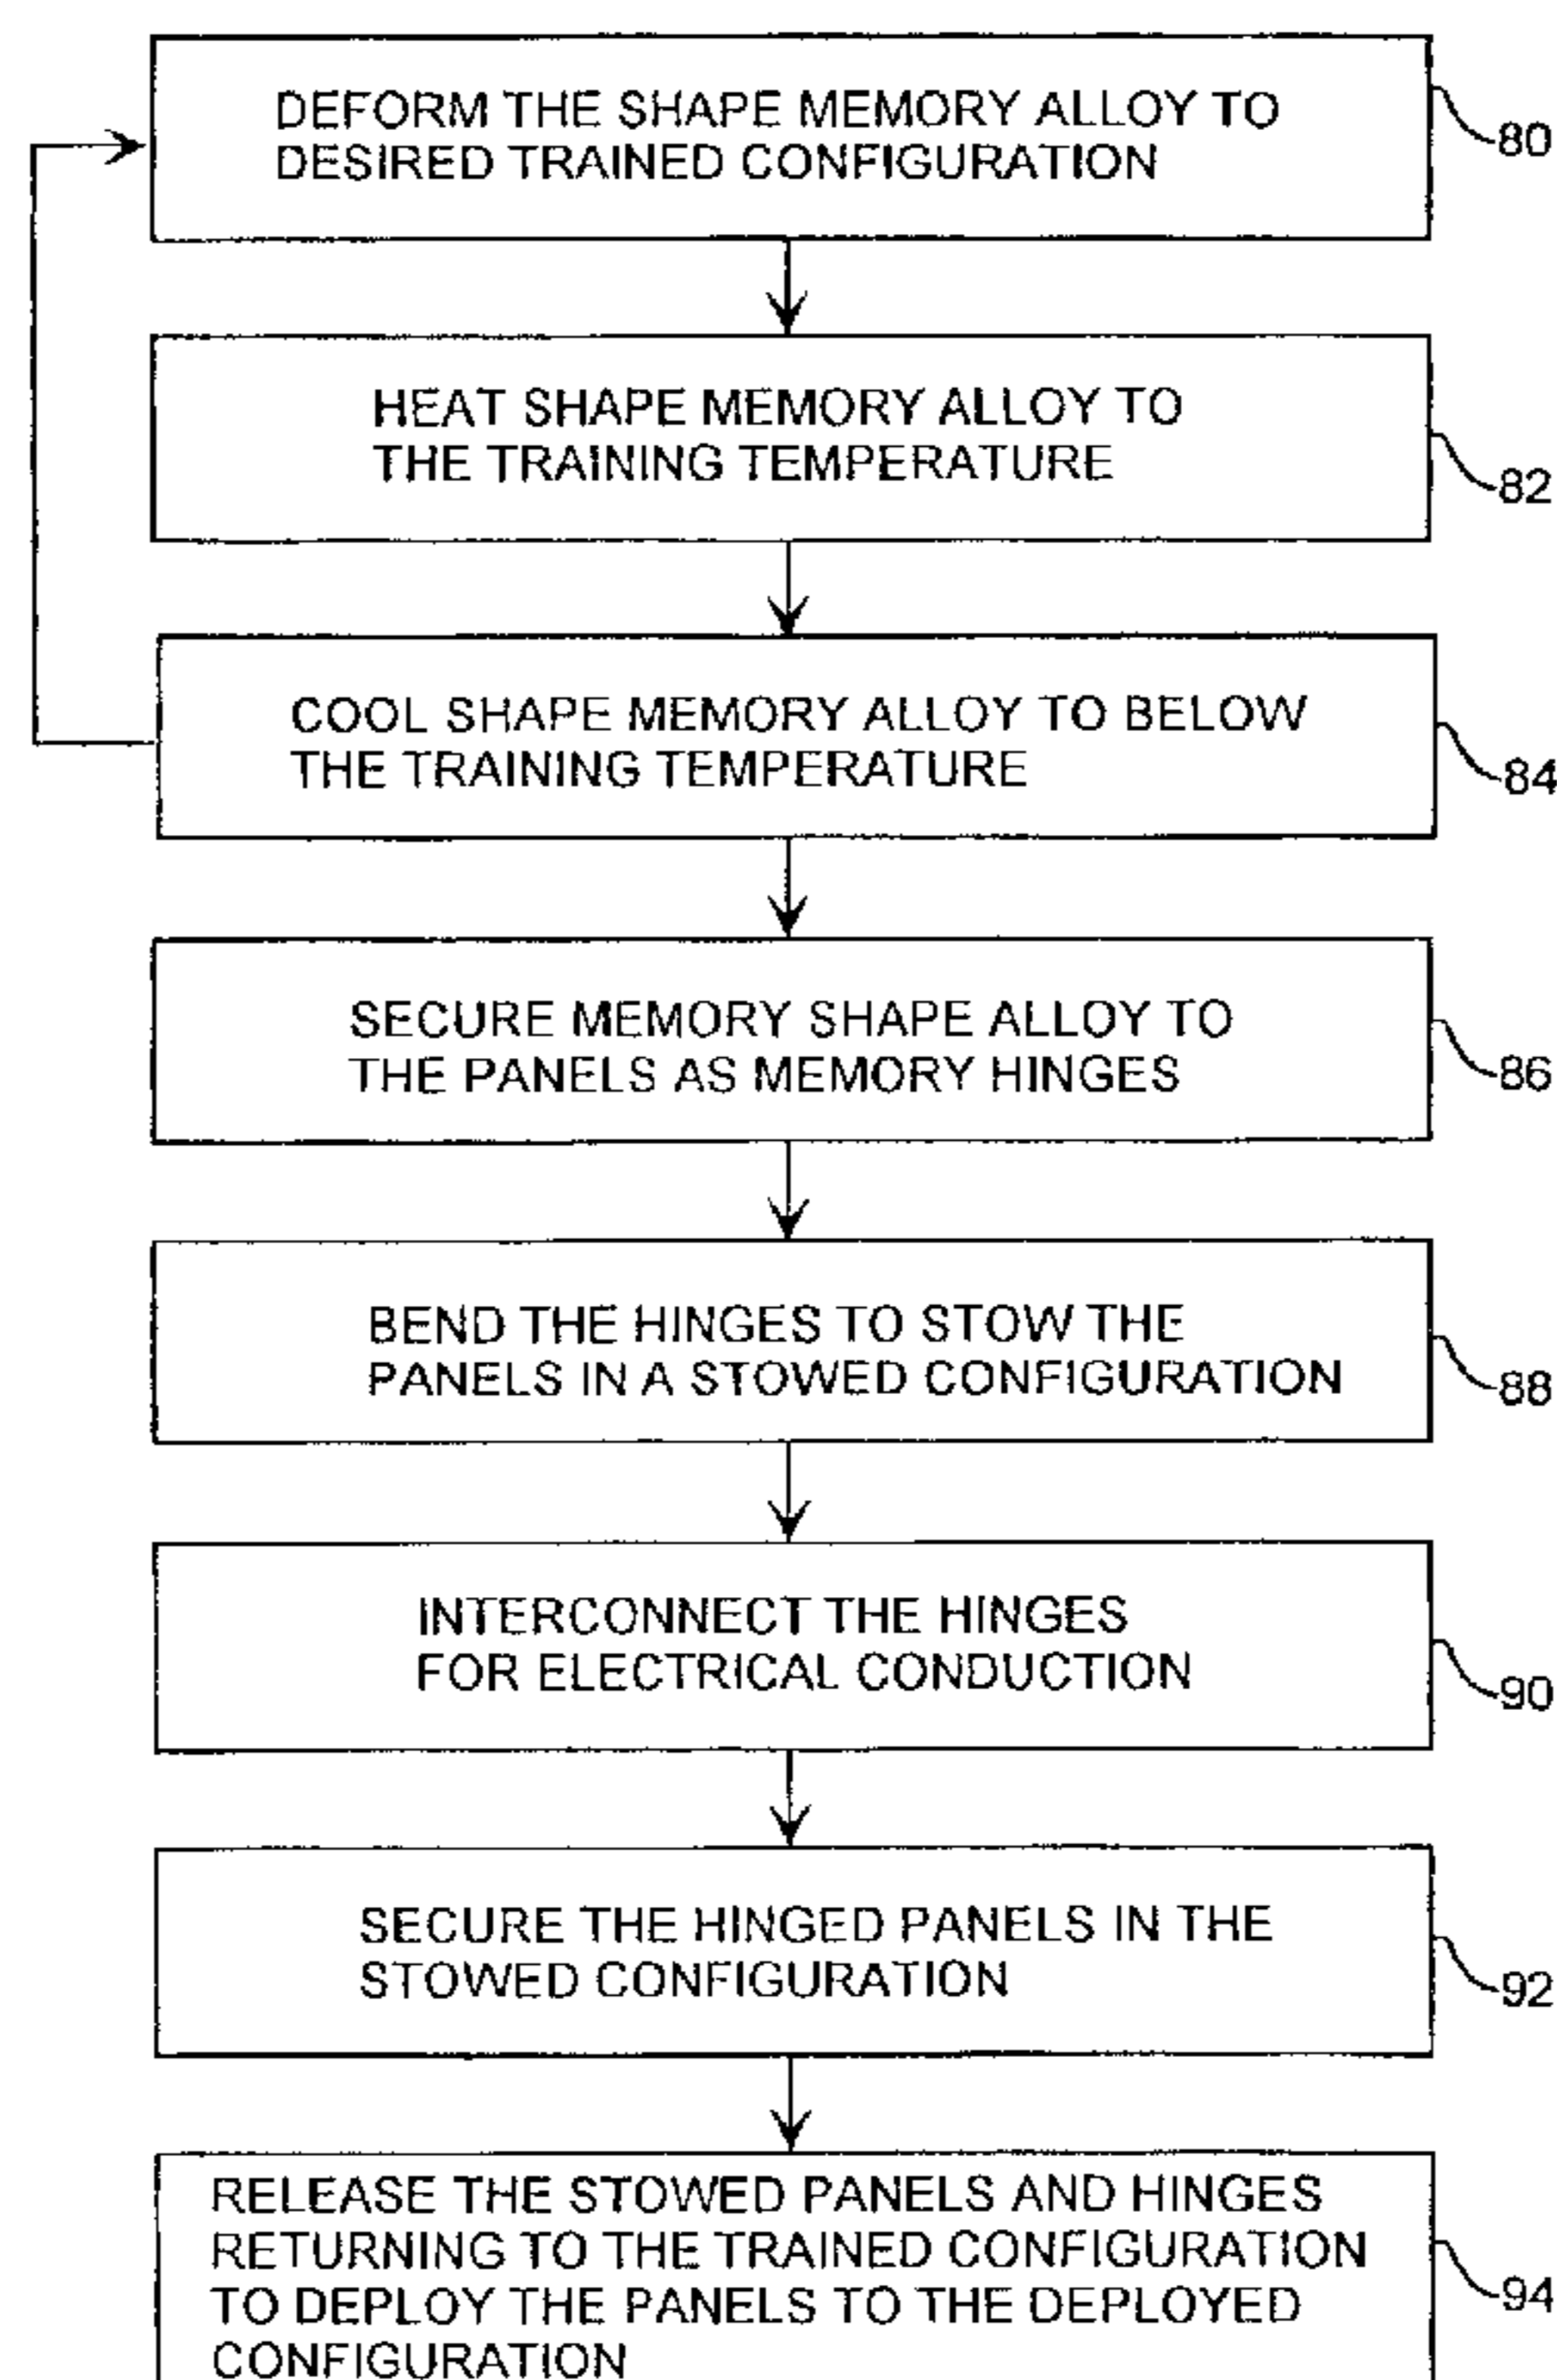 DEFORM THE SHAPE MEMORY ALLOY TO
DESIRED TRAINED CONFIGURATION
80
HEAT SHAPE MEMORY ALLOY TO
THE TRAINING TEMPERATURE
82
COOL SHAPE MEMORY ALLOY TO BELOW
THE TRAINING TEMPERATURE
84
SECURE MEMORY SHAPE ALLOY TO
THE PANELS AS MEMORY HINGES
86
BEND THE HINGES TO STOW THE
PANELS IN A STOWED CONFIGURATION
88
INTERCONNECT THE HINGES
FOR ELECTRICAL CONDUCTION
90
SECURE THE HINGED PANELS IN THE
STOWED CONFIGURATION
92
RELEASE THE STOWED PANELS AND HINGES
RETURNING TO THE TRAINED CONFIGURATION
TO DEPLOY THE PANELS TO THE DEPLOYED
CONFIGURATION
94